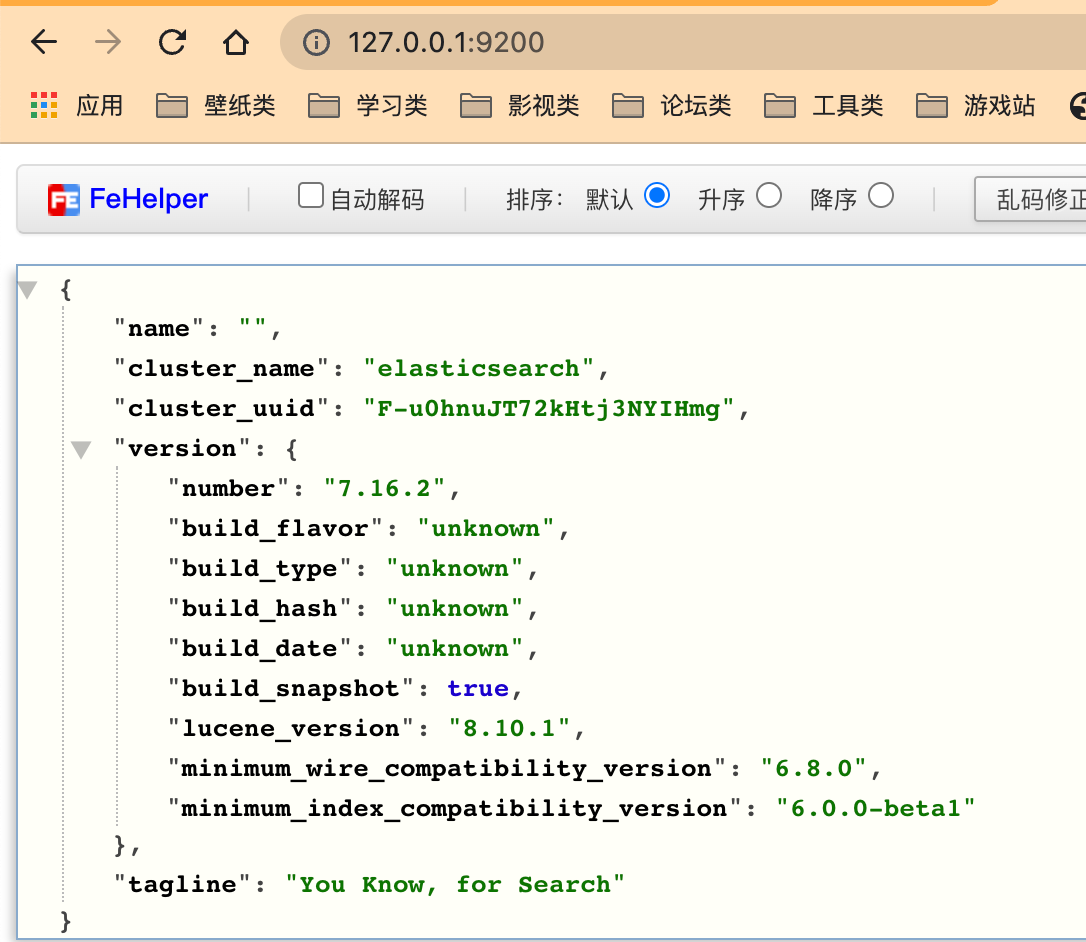 127.0.0.1:9200
应用 壁纸类 学习类 影视类 论坛类 工具类 游戏站
FeHelper 自动解码 排序： 默认 升序 降序 乱码修正
{
"name": "",
"cluster_name": "elasticsearch",
"cluster_uuid": "F-u0hnuJT72kHtj3NYIHmg",
"version": {
"number": "7.16.2",
"build_flavor": "unknown",
"build_type": "unknown",
"build_hash": "unknown",
"build_date": "unknown",
"build_snapshot": true,
"lucene_version": "8.10.1",
"minimum_wire_compatibility_version": "6.8.0",
"minimum_index_compatibility_version": "6.0.0-beta1"
},
"tagline": "You Know, for Search"
}